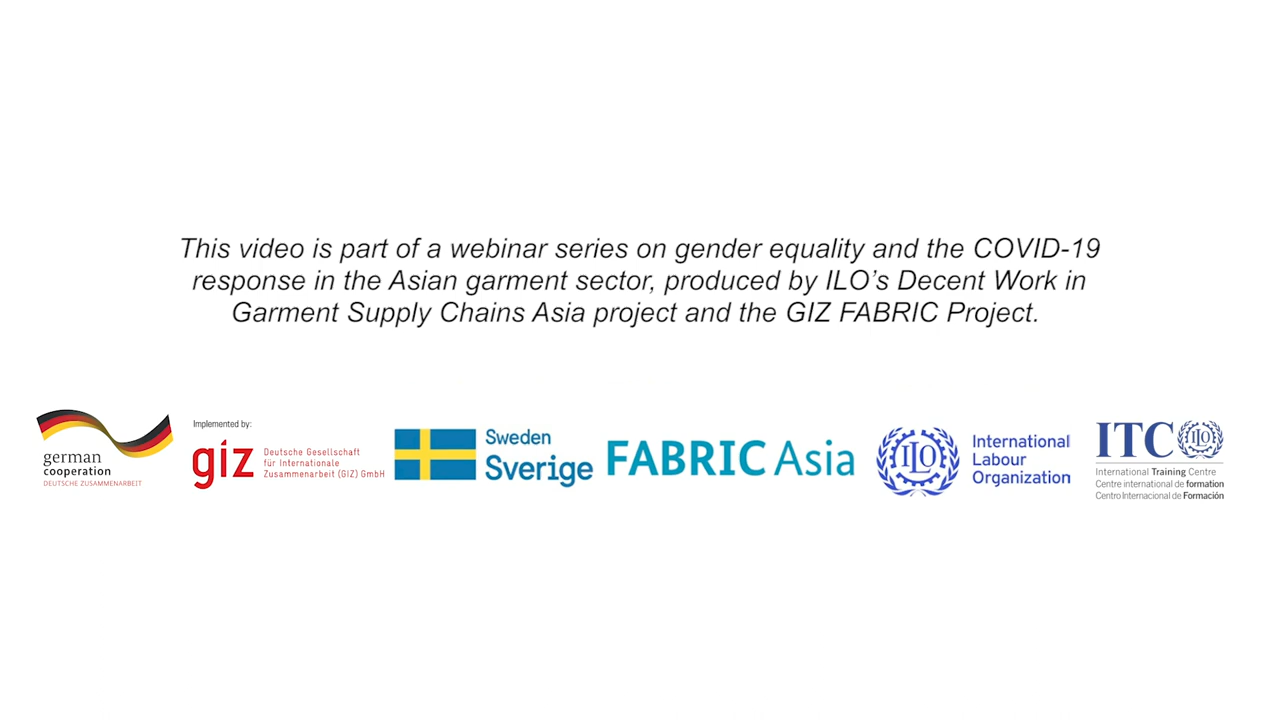 This video is part of a webinar series on gender equality and the COVID-19
response in the Asian garment sector, produced by ILO’s Decent Work in
Garment Supply Chains Asia project and the GIZ FABRIC Project.
german
cooperation
DEUTSCHE ZUSAMMENARBEIT
Implemented by:
giz
Deutsche Gesellschaft
für Internationale
Zusammenarbeit (GIZ) GmbH
Sweden
Sverige
FABRIC Asia
ILO
International
Labour
Organization
ITC
ILO
International Training Centre
Centre international de formation
Centro Internacional de Formación